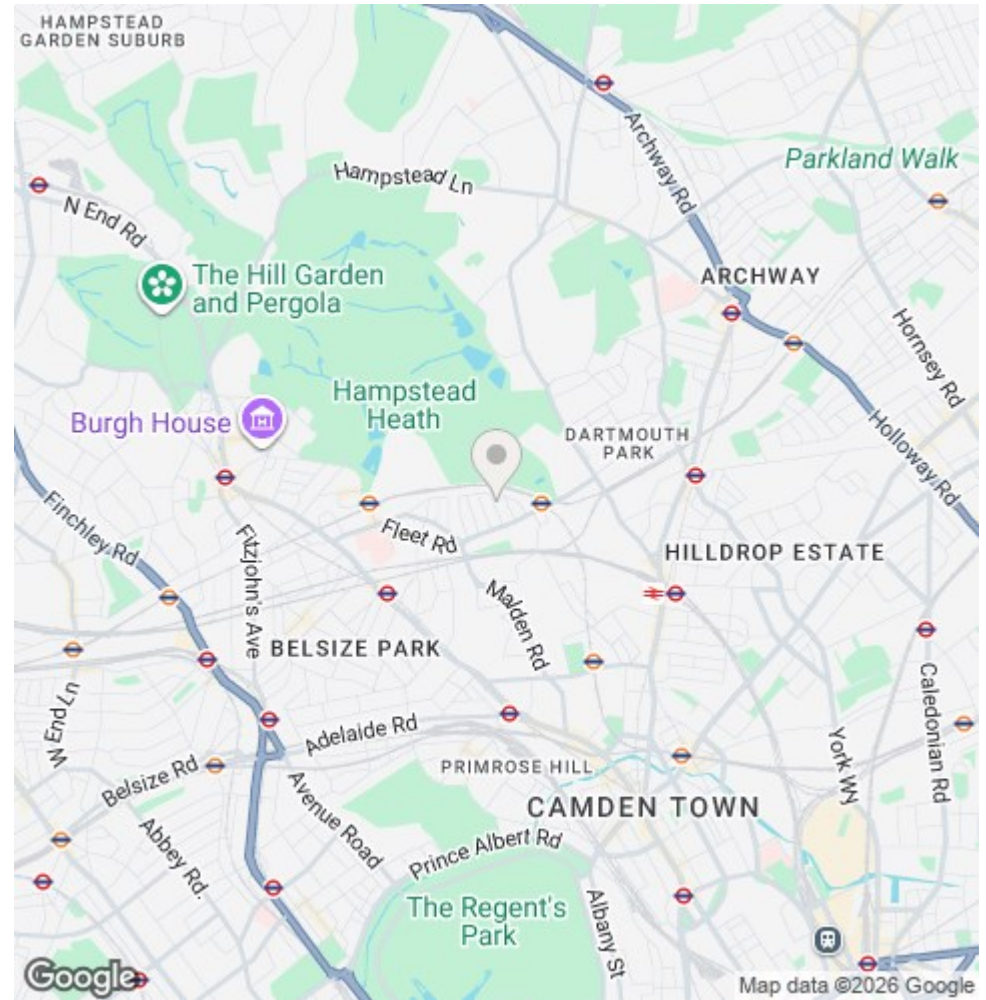 HAMPSTEAD
GARDEN SUBURB
Archway Rd
Parkland Walk
Hampstead Ln
N End Rd
The Hill Garden
and Pergola
ARCHWAY
Hornsey Rd
Hampstead
Heath
Burgh House
DARTMOUTH
PARK
Holloway Rd
Finchley Rd
Fitzjohn's Ave
Fleet Rd
HILLDROP ESTATE
Malden Rd
BELSIZE PARK
Caledonian Rd
W End Ln
Adelaide Rd
York Wy
Belsize Rd
PRIMROSE HILL
Avenue Road
CAMDEN TOWN
Abbey Rd.
Prince Albert Rd
The Regent's
Park
Albany St
Google
Map data ©2026 Google